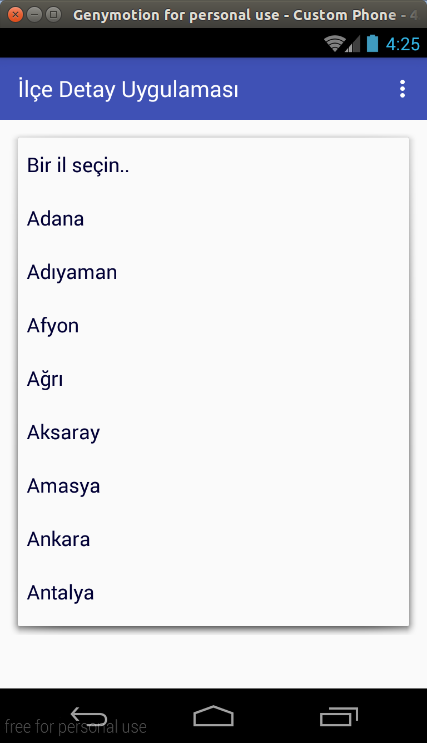 Genymotion for personal use - Custom Phone - 4
4:25
İlçe Detay Uygulaması
Bir il seçin..
Adana
Adıyaman
Afyon
Ağrı
Aksaray
Amasya
Ankara
Antalya
free for personal use